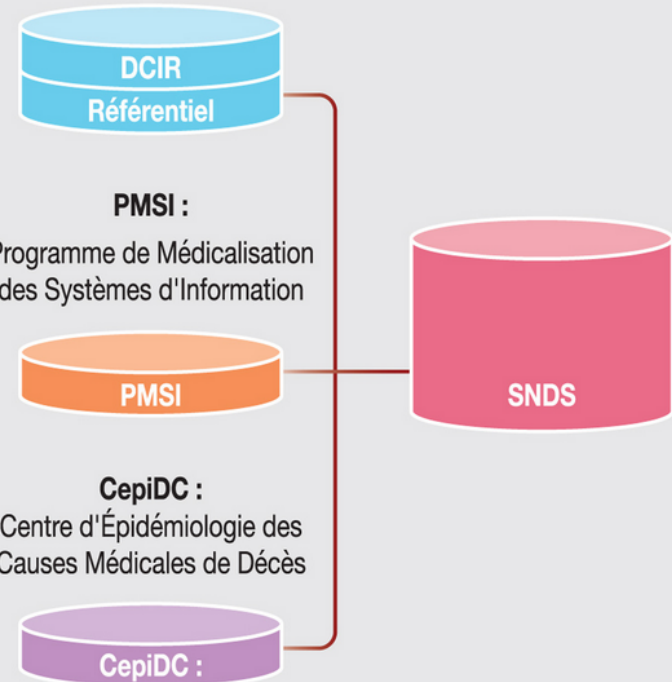 DCIR
Référentiel
PMSI :
Programme de Médicalisation
des Systèmes d'Information
PMSI
SNDS
CepiDC :
Centre d'Épidémiologie des
Causes Médicales de Décès
CepiDC :